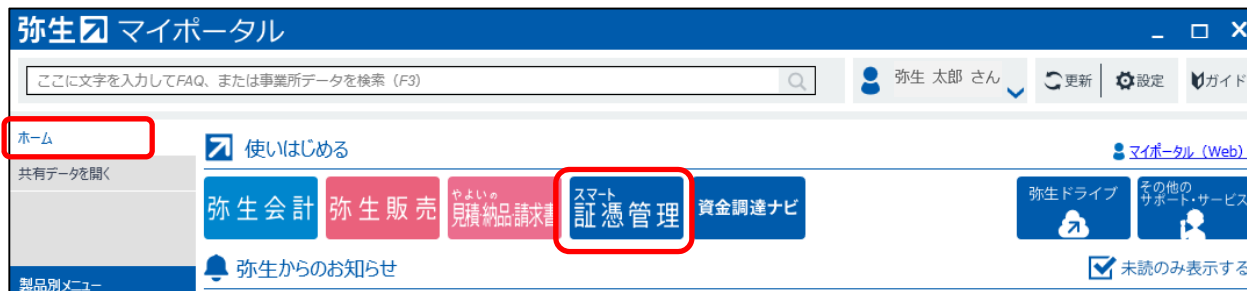 弥生 マイポータル
ここに文字を入力してFAQ、または事業所データを検索（F3）
弥生 太郎 さん
更新
設定
ガイド
ホーム
共有データを開く
製品別メニュー
使いはじめる
マイポータル（Web）
弥生会計
弥生販売
やよいの
見積・納品・請求書
スマート
証憑管理
資金調達ナビ
弥生ドライブ
その他の
サポート・サービス
弥生からのお知らせ
未読のみ表示する